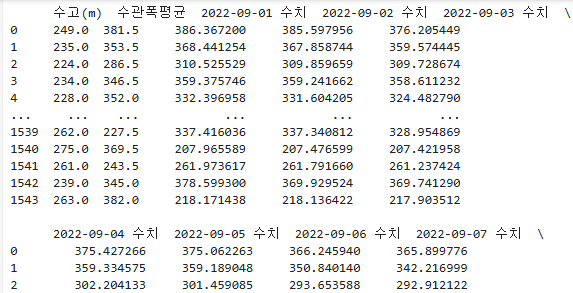 수고(m) 수관폭평균 2022-09-01 수치 2022-09-02 수치 2022-09-03 수치 \
0 249.0 381.5 386.367200 385.597956 376.205449
1 235.0 353.5 368.441254 367.858744 359.574445
2 224.0 286.5 310.525529 309.859659 309.728674
3 234.0 346.5 359.375746 359.241662 358.611232
4 228.0 352.0 332.396958 331.604205 324.482790
... ... ... ... ... ...
1539 262.0 227.5 337.416036 337.340812 328.954869
1540 275.0 369.5 207.965589 207.476599 207.421958
1541 261.0 243.5 261.973617 261.791660 261.237424
1542 239.0 345.0 378.599300 369.929524 369.741290
1543 263.0 382.0 218.171438 218.136422 217.903512
2022-09-04 수치 2022-09-05 수치 2022-09-06 수치 2022-09-07 수치 \
0 375.427266 375.062263 366.245940 365.899776
1 359.334575 359.189048 350.840140 342.216999
2 302.204133 301.459085 293.653588 292.912122